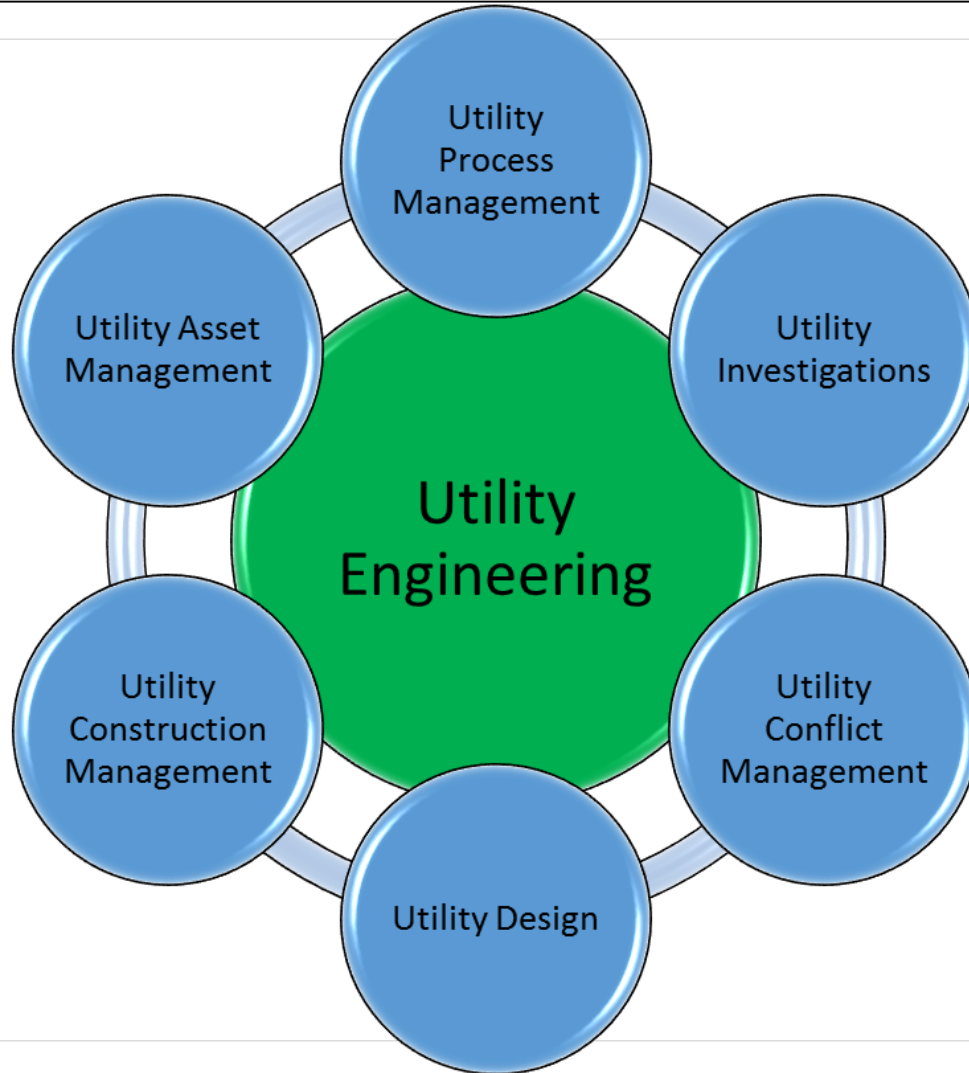 Utility
Process
Management
Utility Asset
Management
Utility
Investigations
Utility
Engineering
Utility
Construction
Management
Utility
Conflict
Management
Utility Design